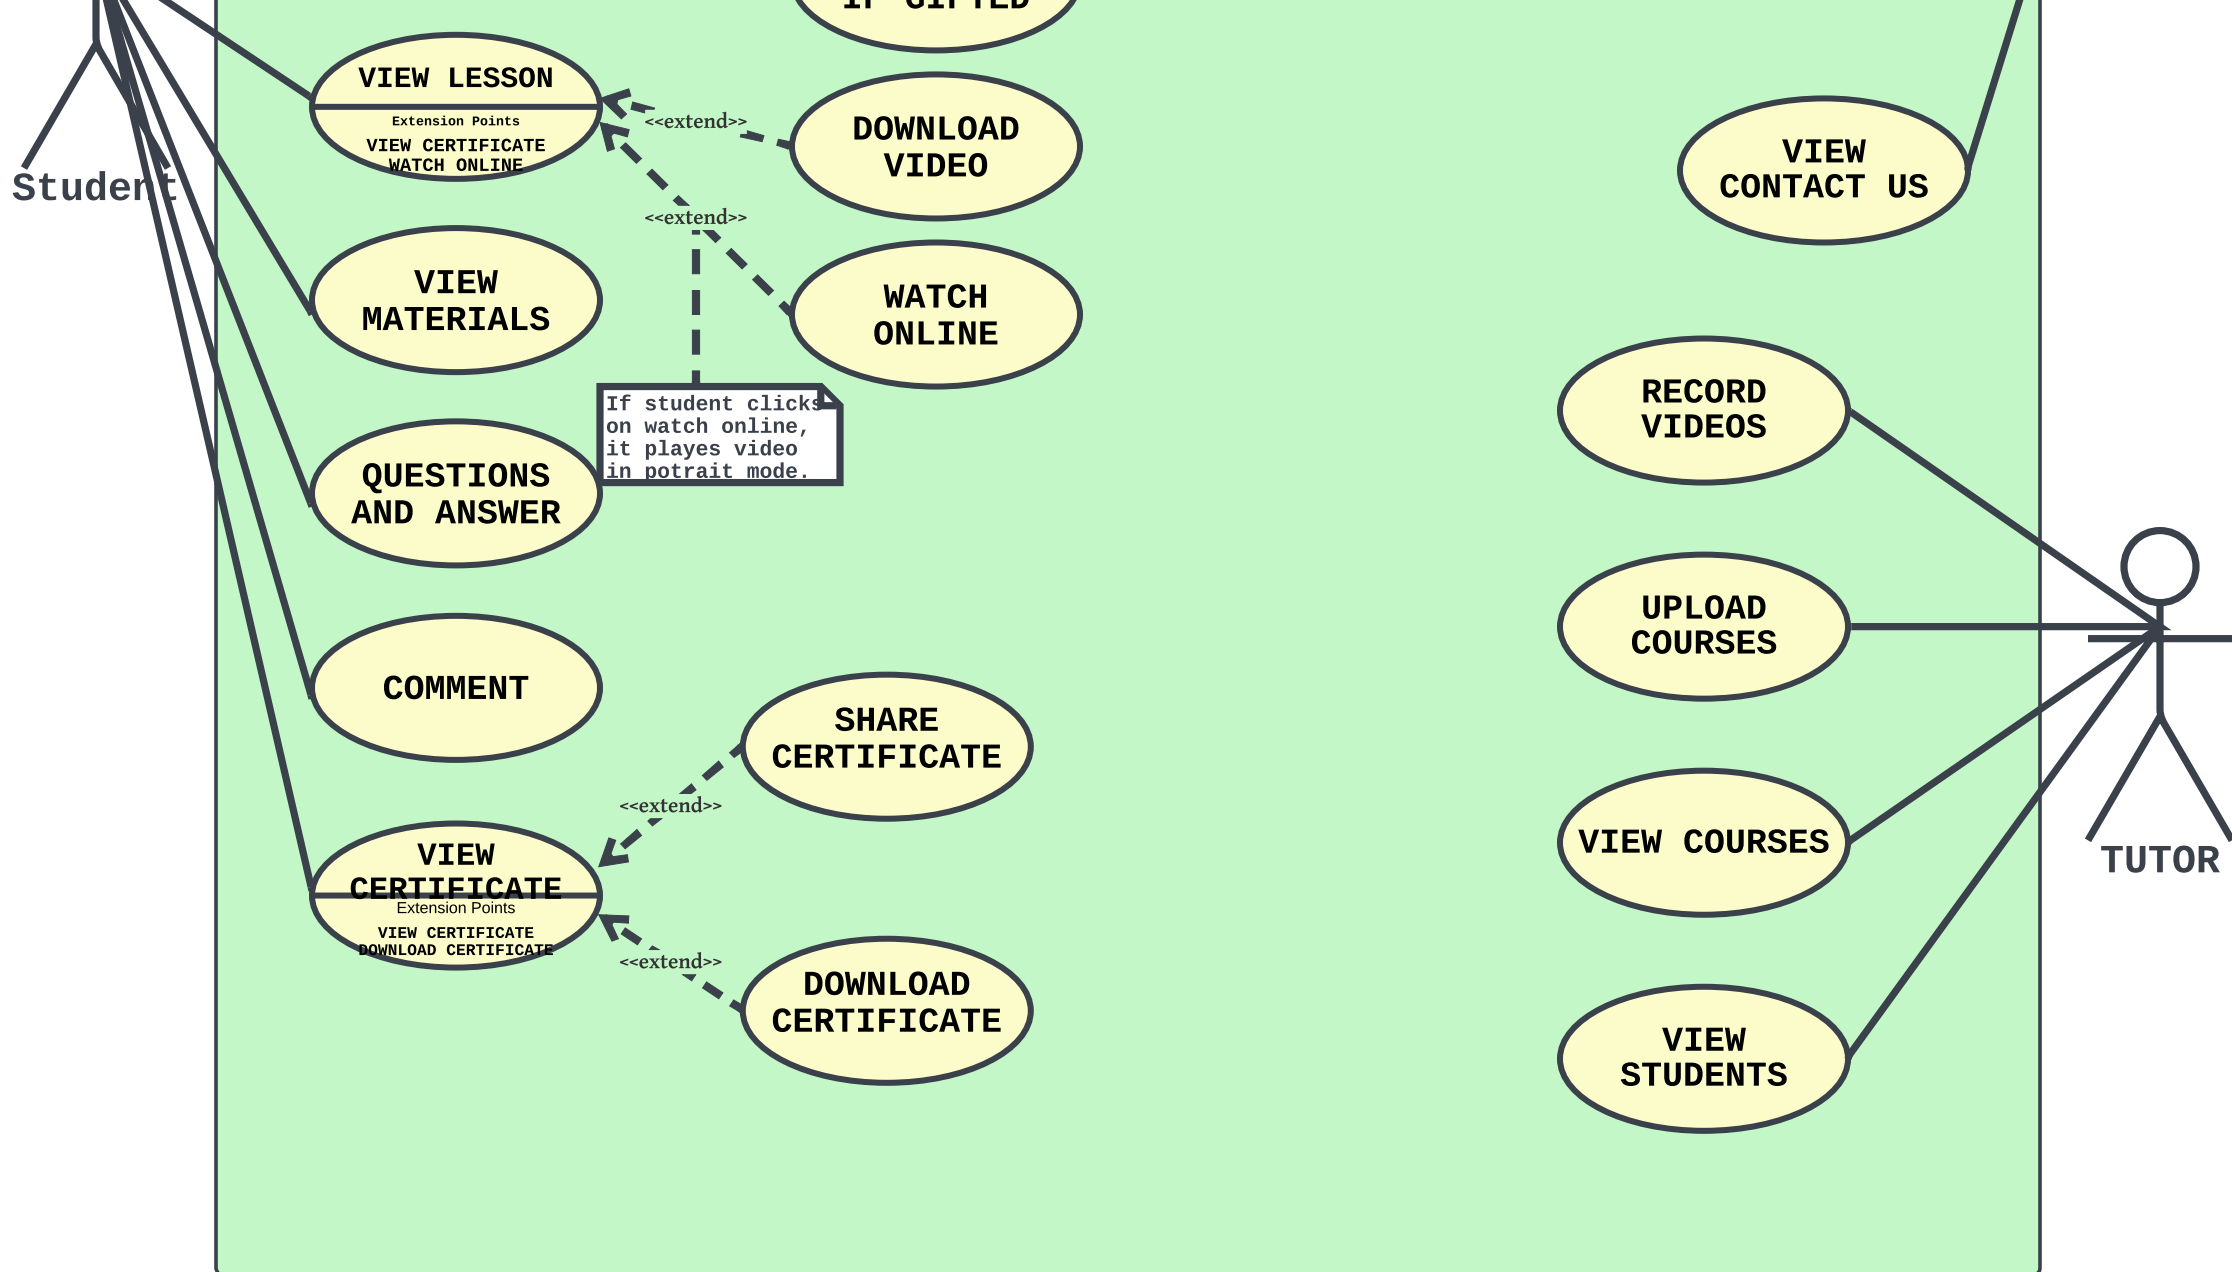 IF GIFTED
VIEW LESSON
Extension Points
VIEW CERTIFICATE
WATCH ONLINE
<<extend>>
DOWNLOAD
VIDEO
VIEW
CONTACT US
Student
<<extend>>
VIEW
MATERIALS
WATCH
ONLINE
If student clicks
on watch online,
it playes video
in potrait mode.
RECORD
VIDEOS
QUESTIONS
AND ANSWER
UPLOAD
COURSES
COMMENT
SHARE
CERTIFICATE
<<extend>>
VIEW COURSES
TUTOR
VIEW
CERTIFICATE
Extension Points
VIEW CERTIFICATE
DOWNLOAD CERTIFICATE
<<extend>>
DOWNLOAD
CERTIFICATE
VIEW
STUDENTS